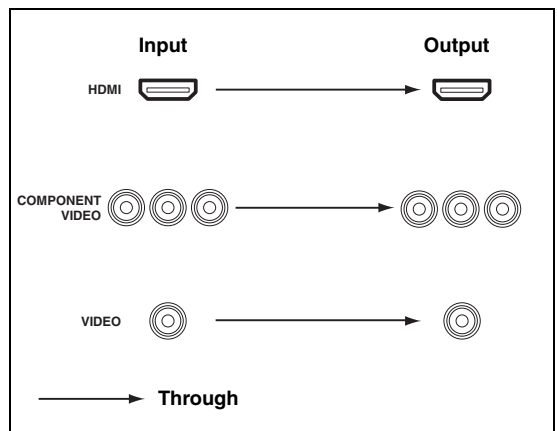 Input Output
HDMI
COMPONENT
VIDEO
VIDEO
Through